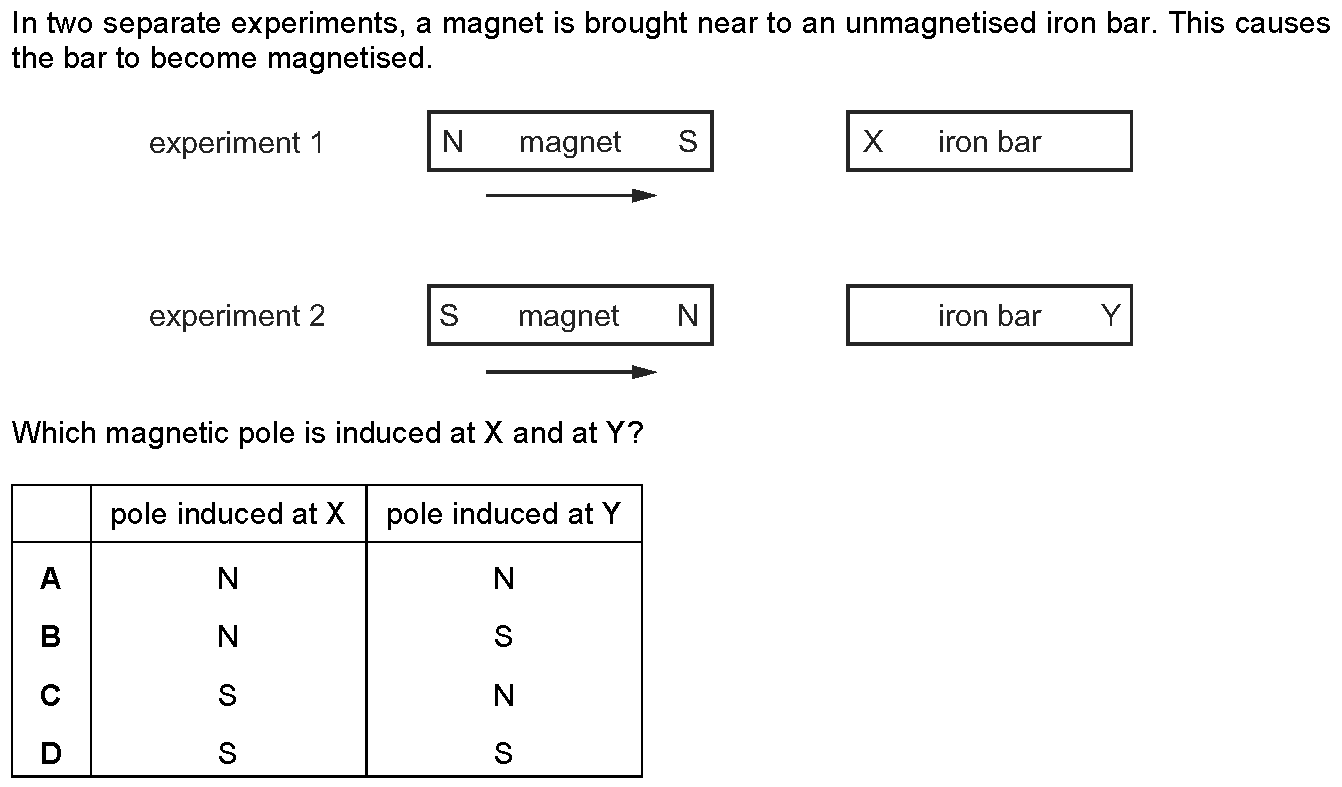 In two separate experiments, a magnet is brought near to an unmagnetised iron bar. This causes
the bar to become magnetised.
experiment 1 N magnet S X iron bar
experiment 2 S magnet N iron bar Y
Which magnetic pole is induced at X and at Y?
pole induced at X pole induced at Y
A N N
B N S
C S N
D S S